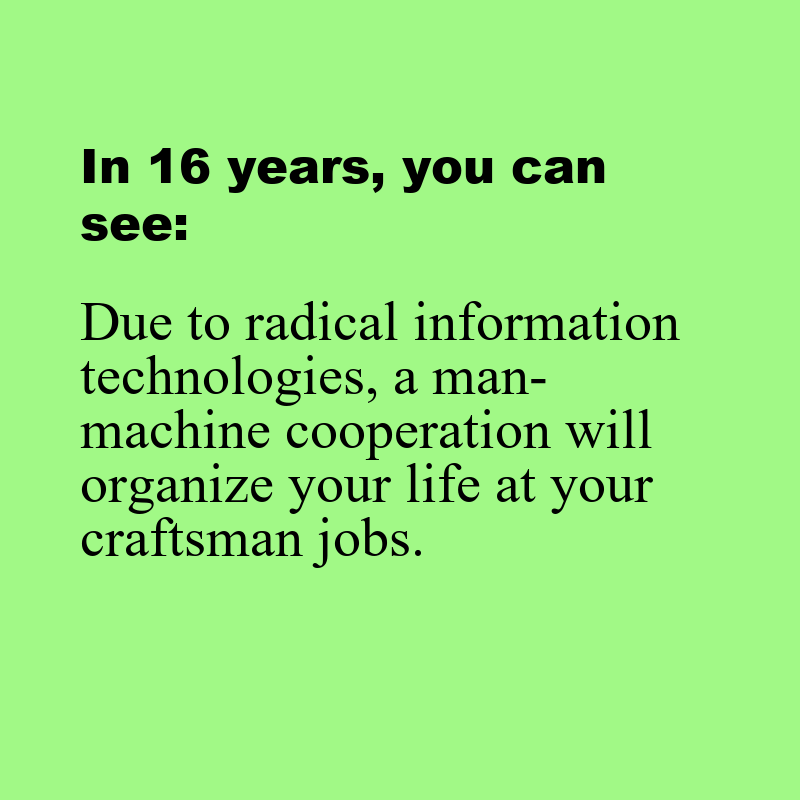 In 16 years, you can
see:
Due to radical information
technologies, a man-
machine cooperation will
organize your life at your
craftsman jobs.